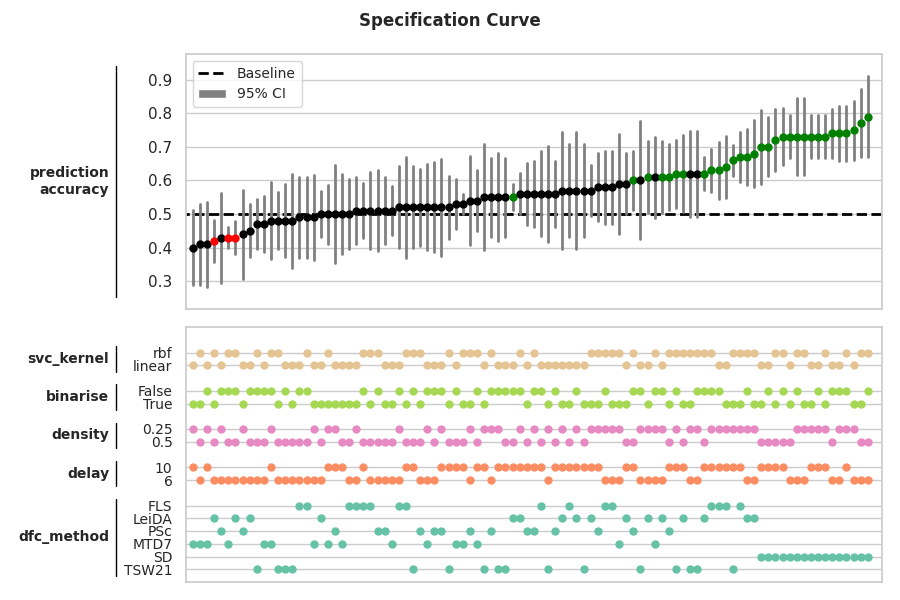 Specification Curve
Baseline
95% CI
0.9
0.8
0.7
0.6
0.5
0.4
0.3
prediction
accuracy
svc_kernel
rbf
linear
binarise
False
True
density
0.25
0.5
delay
10
6
dfc_method
FLS
LeiDA
PSc
MTD7
SD
TSW21